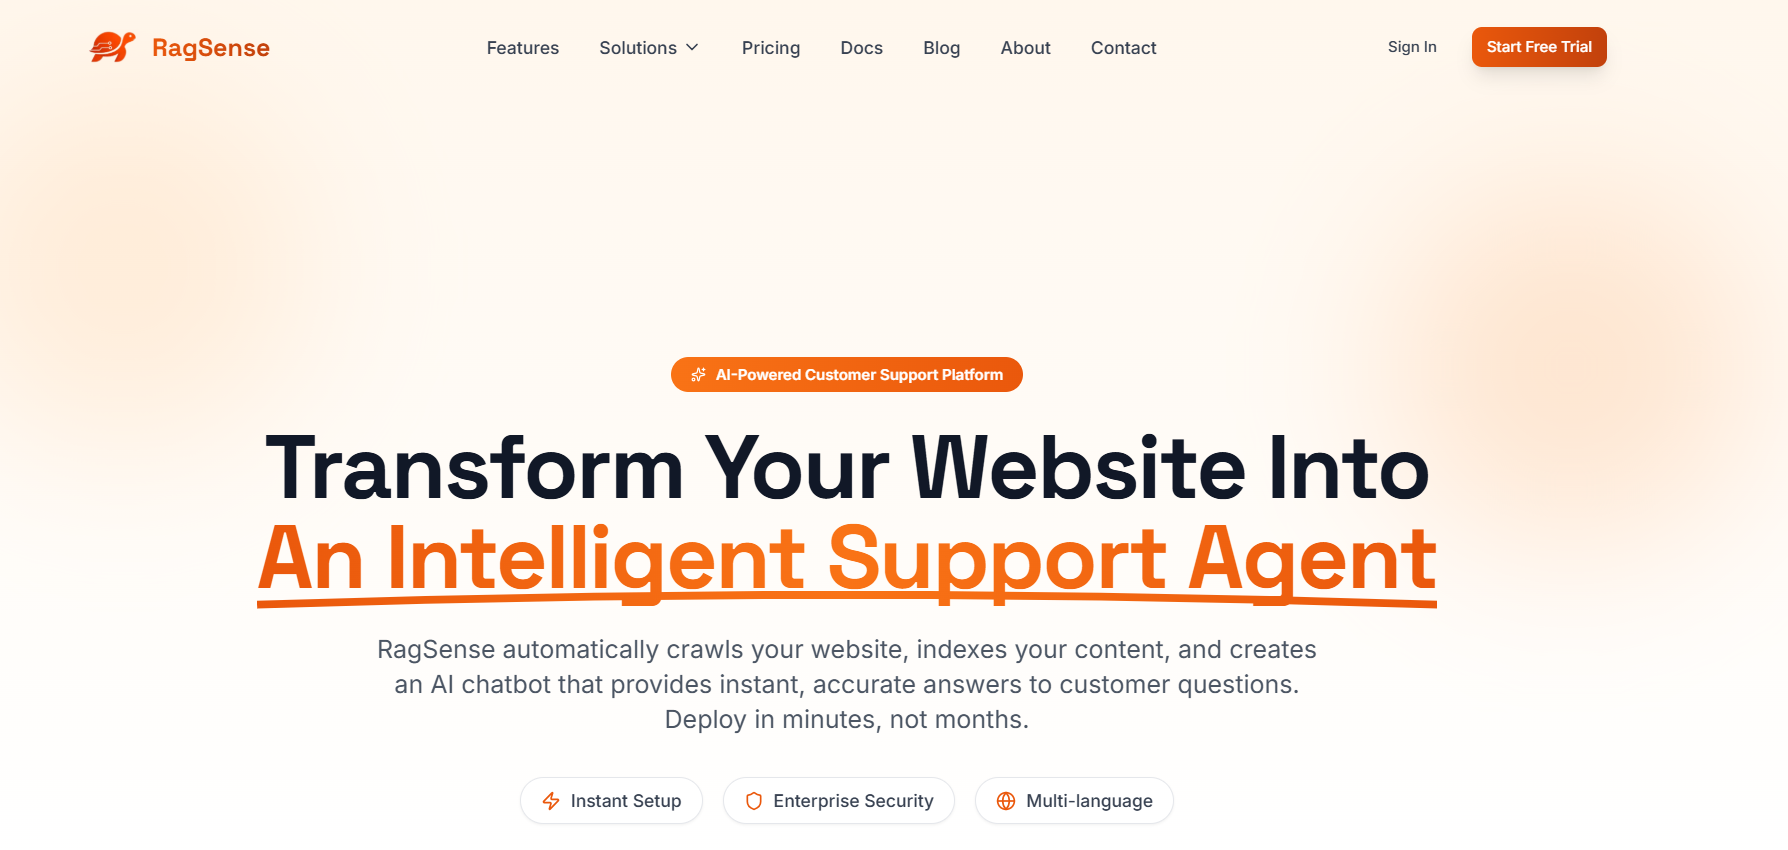 RagSense
Features
Solutions
Pricing
Docs
Blog
About
Contact
Sign In
Start Free Trial
AI-Powered Customer Support Platform
Transform Your Website Into
An Intelligent Support Agent
RagSense automatically crawls your website, indexes your content, and creates
an AI chatbot that provides instant, accurate answers to customer questions.
Deploy in minutes, not months.
Instant Setup
Enterprise Security
Multi-language